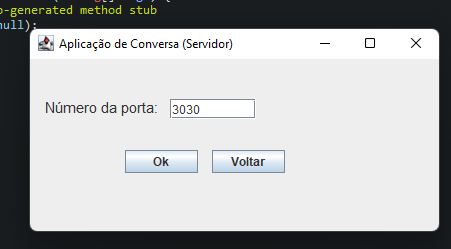 o-generated method stub
null);
Aplicação de Conversa (Servidor)
Número da porta: 3030
Ok Voltar